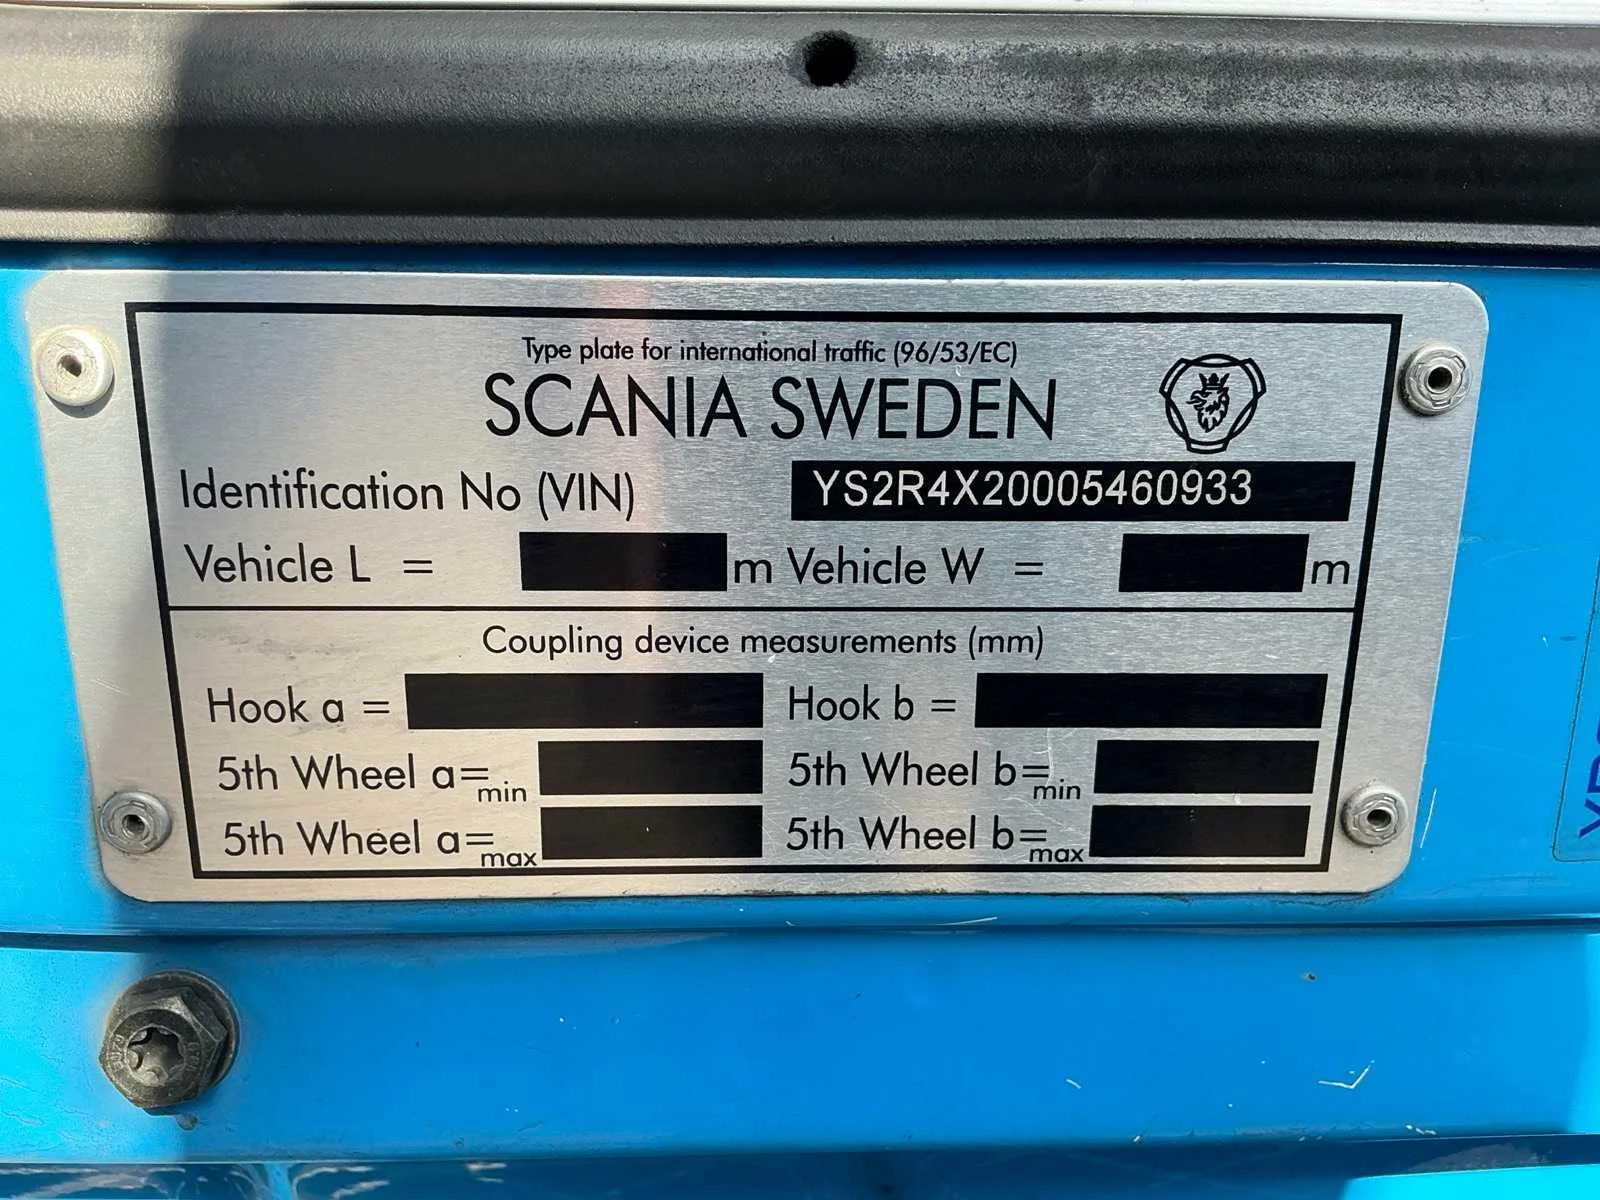 Type plate for international traffic (96/53/EC)
SCANIA SWEDEN
Identification No (VIN) YS2R4X20005460933
Vehicle L = m Vehicle W = m
Coupling device measurements (mm)
Hook a = Hook b =
5th Wheel a=min 5th Wheel b=min
5th Wheel a=max 5th Wheel b=max